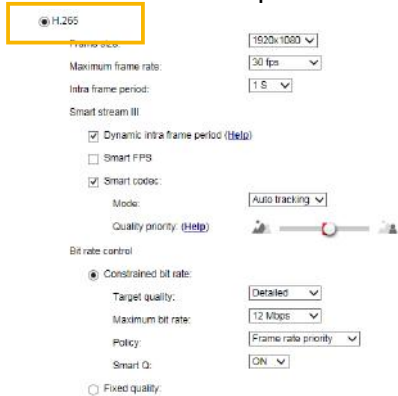 H.265
Frame size: 1920x1080
Maximum frame rate: 30 fps
Intra frame period: 1 S
Smart stream III
Dynamic intra frame period (Help)
Smart FPS
Smart codec:
Mode: Auto tracking
Quality priority: (Help)
Bit rate control
Constrained bit rate:
Target quality: Detailed
Maximum bit rate: 12 Mbps
Policy: Frame rate priority
Smart Q: ON
Fixed quality: